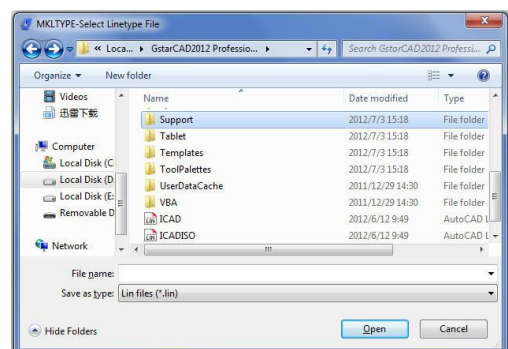 MKLTYPE-Select Linetype File
« Loca... ▸ GstarCAD2012 Professio... ▸
Search GstarCAD2012 Professi...
Organize New folder
Name Date modified Type
Videos
迅雷下载
Computer
Local Disk (C
Local Disk (D
Local Disk (E:
Removable D
Network
Support 2012/7/3 15:18 File folder
Tablet 2012/7/3 15:18 File folder
Templates 2012/7/3 15:18 File folder
ToolPalettes 2012/7/3 15:18 File folder
UserDataCache 2011/12/29 14:30 File folder
VBA 2011/12/29 14:30 File folder
ICAD 2012/6/12 9:49 AutoCAD L
ICADISO 2012/6/12 9:49 AutoCAD L
File name:
Save as type: Lin files (*.lin)
Hide Folders Open Cancel